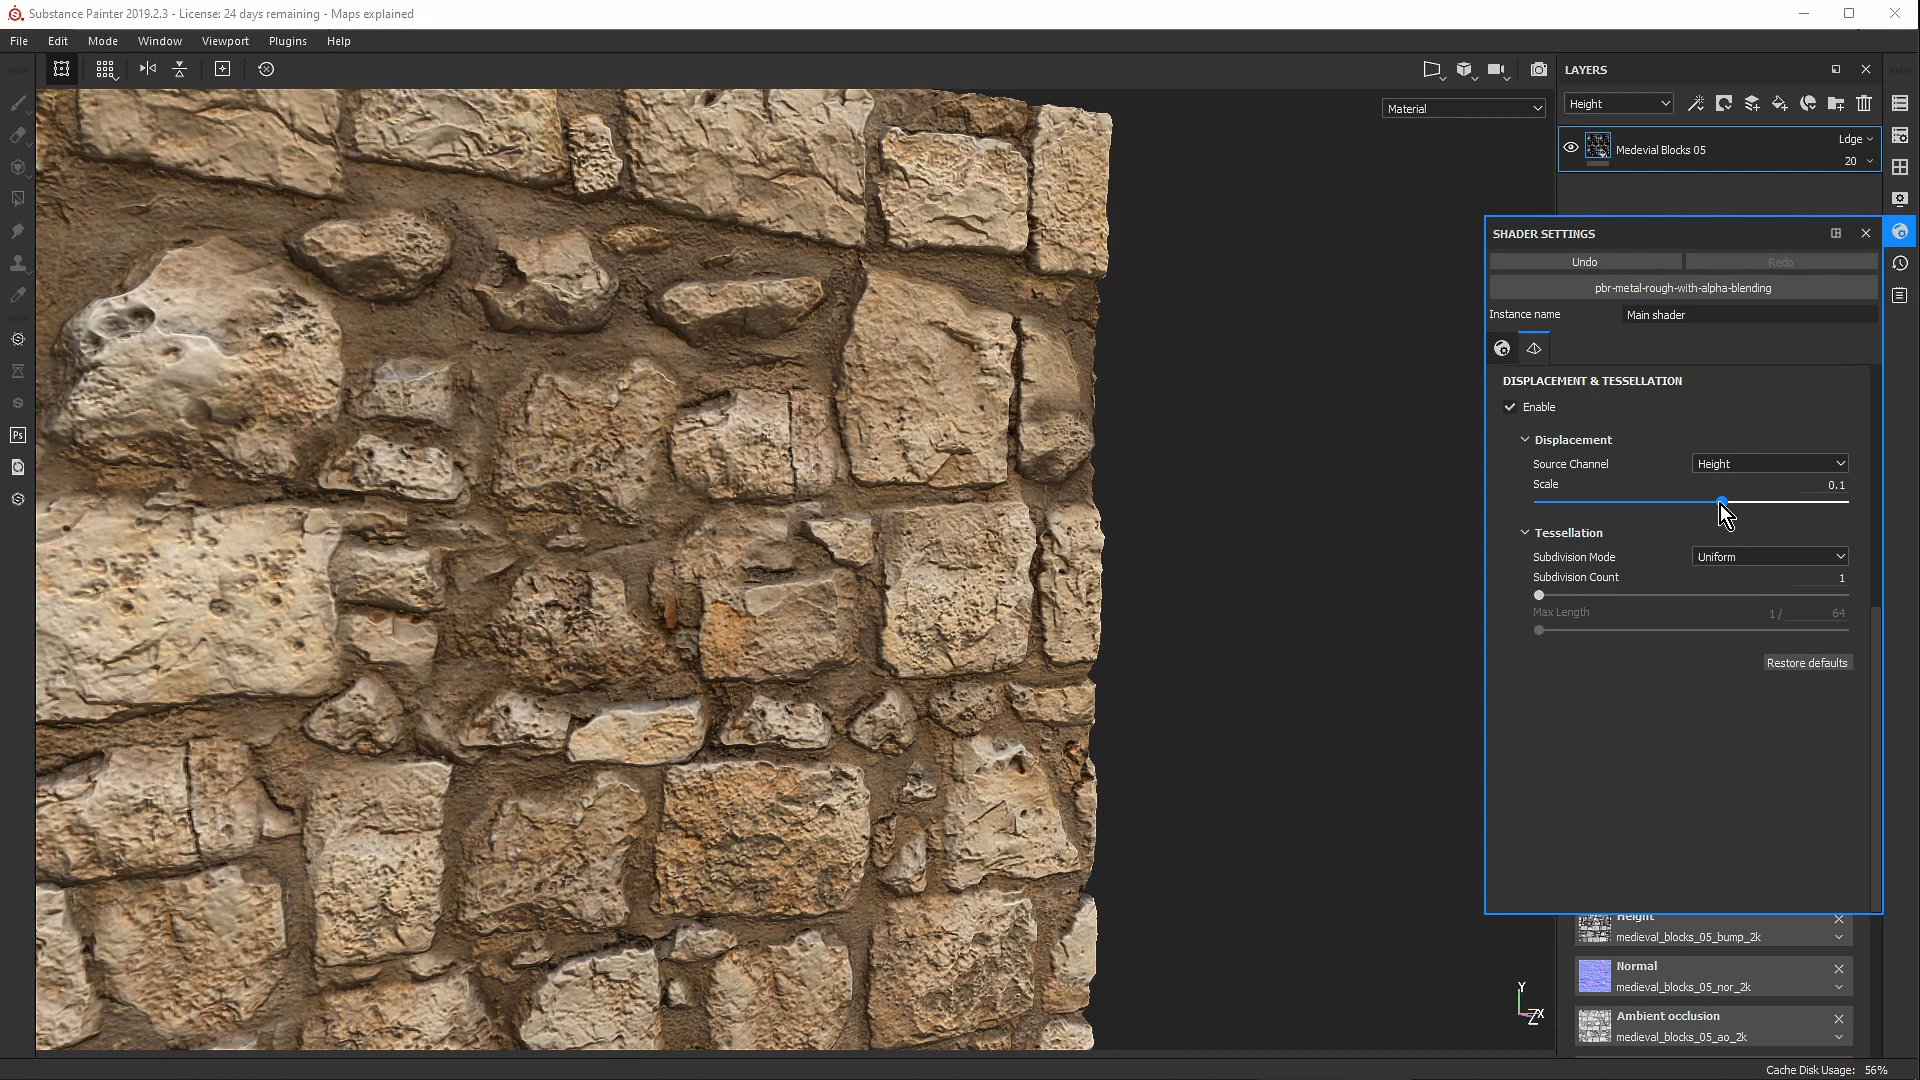 Substance Painter 2019.2.3 - License: 24 days remaining - Maps explained
File Edit Mode Window Viewport Plugins Help
Material
LAYERS
Height
Medevial Blocks 05
Ldge
20
SHADER SETTINGS
Undo Redo
pbr-metal-rough-with-alpha-blending
Instance name Main shader
DISPLACEMENT & TESSELLATION
Enable
Displacement
Source Channel Height
Scale 0.1
Tessellation
Subdivision Mode Uniform
Subdivision Count 1
Max Length 1 / 64
Restore defaults
Ps
Height
medieval_blocks_05_bump_2k
Normal
medieval_blocks_05_nor_2k
Ambient occlusion
medieval_blocks_05_ao_2k
Y
Z X
Cache Disk Usage: 56%